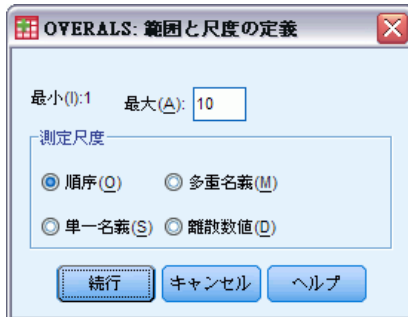 OVERALS: 範囲と尺度の定義
最小(I):1 最大(A): 10
測定尺度
順序(O) 多重名義(M)
単一名義(S) 離散数値(D)
続行 キャンセル ヘルプ